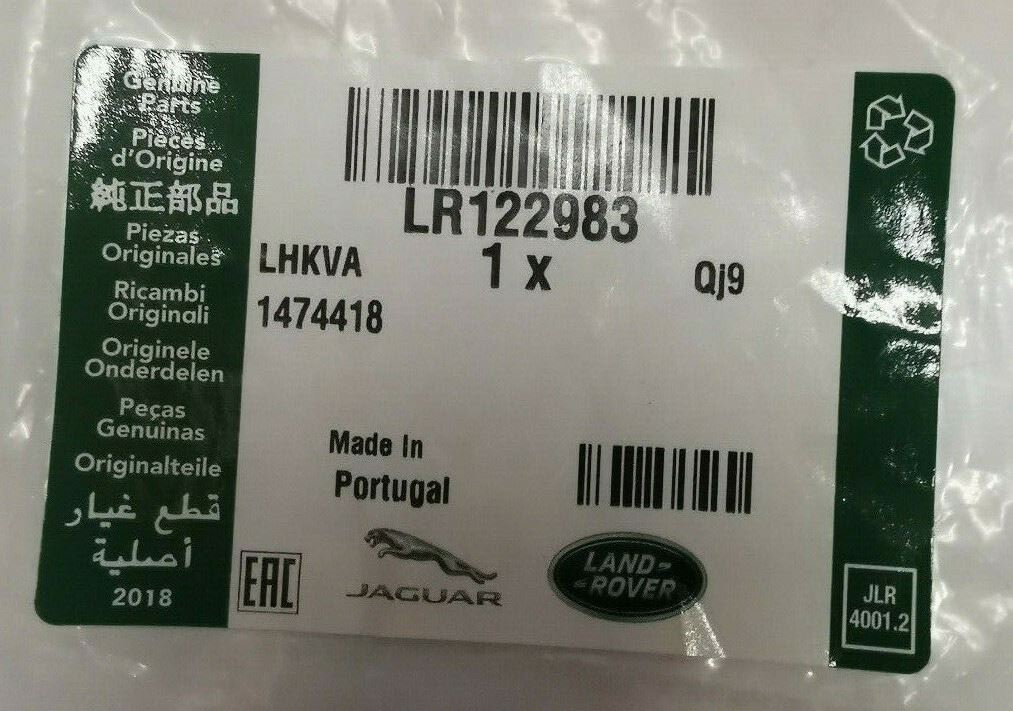 Genuine
Parts
Pièces
d'Origine
純正部品
Piezas
Originales
Ricambi
Originali
Originele
Onderdelen
Peças
Genuinas
Originalteile
قطع غيار
أصلية
2018
LR122983
LHKVA
1 x
Qj9
1474418
Made In
Portugal
EAC
JAGUAR
LAND-
-ROVER
JLR
4001.2